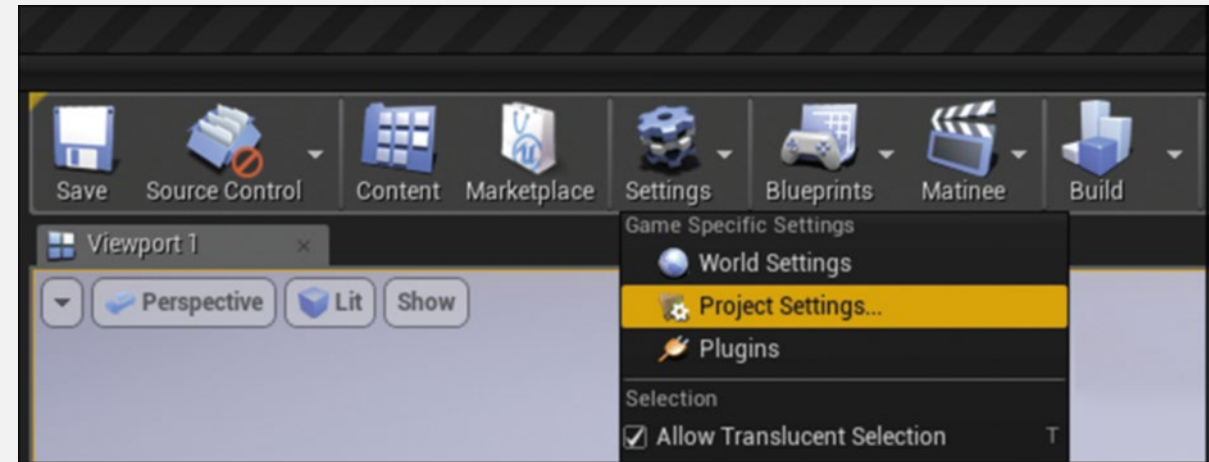 Save Source Control Content Marketplace Settings Blueprints Matinee Build
Viewport 1
Perspective Lit Show
Game Specific Settings
World Settings
Project Settings...
Plugins
Selection
Allow Translucent Selection T